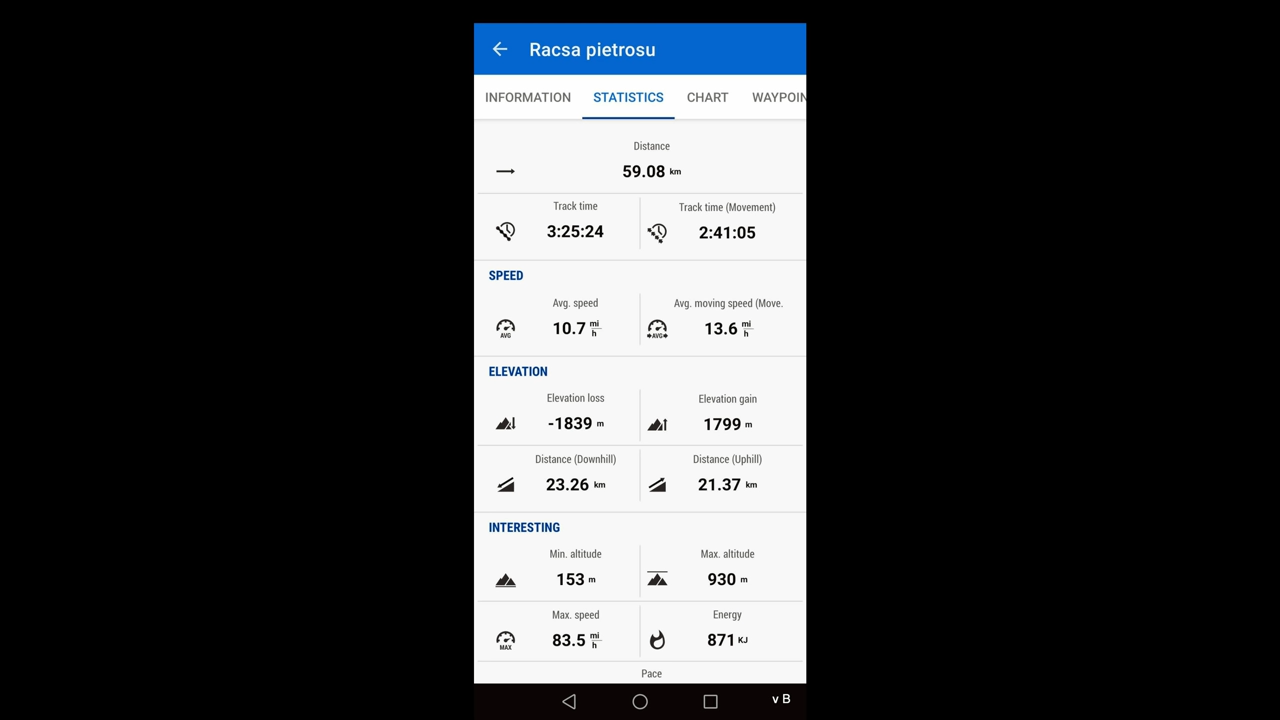 Racsa pietrosu
INFORMATION STATISTICS CHART WAYPOIN
Distance
59.08 km
Track time Track time (Movement)
3:25:24 2:41:05
SPEED
Avg. speed Avg. moving speed (Move.
10.7 mi/h 13.6 mi/h
AVG AVG
ELEVATION
Elevation loss Elevation gain
-1839 m 1799 m
Distance (Downhill) Distance (Uphill)
23.26 km 21.37 km
INTERESTING
Min. altitude Max. altitude
153 m 930 m
Max. speed Energy
83.5 mi/h 871 KJ
MAX
Pace
v B